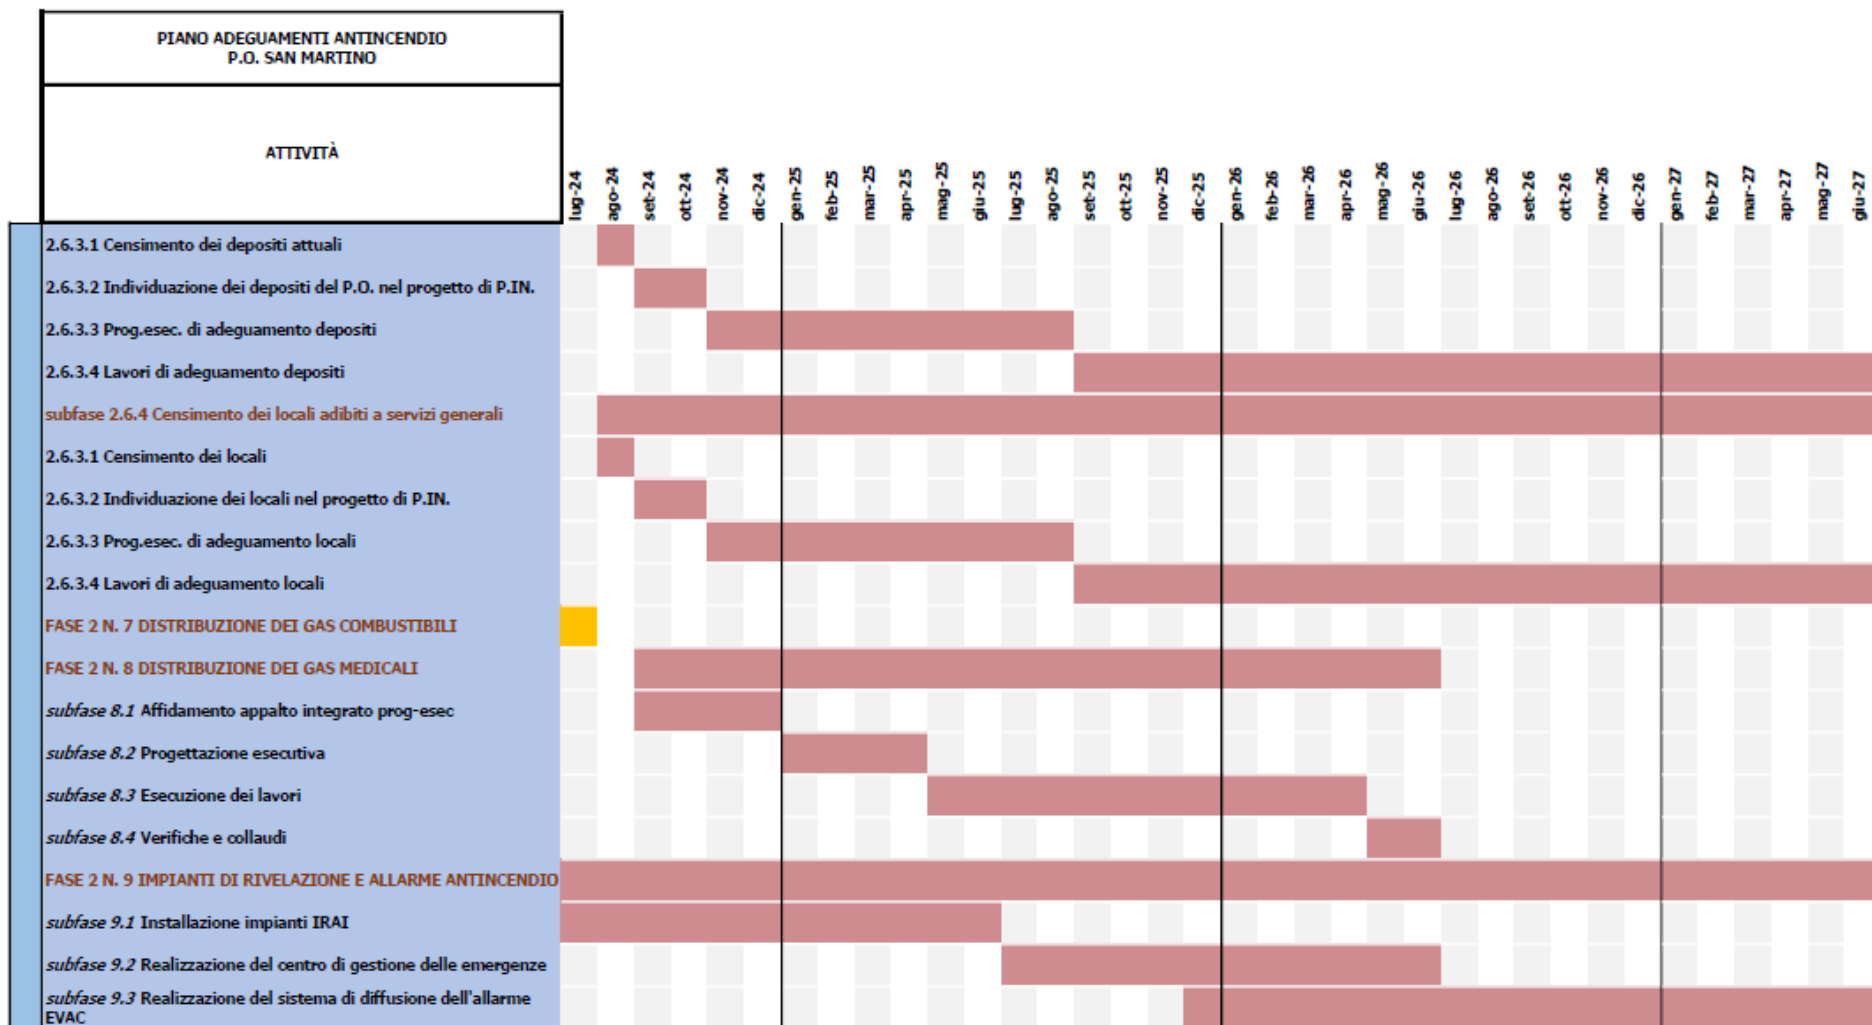 PIANO ADEGUAMENTI ANTINCENDIO
P.O. SAN MARTINO
ATTIVITÀ
lug-24
ago-24
set-24
ott-24
nov-24
dic-24
gen-25
feb-25
mar-25
apr-25
mag-25
giu-25
lug-25
ago-25
set-25
ott-25
nov-25
dic-25
gen-26
feb-26
mar-26
apr-26
mag-26
giu-26
lug-26
ago-26
set-26
ott-26
nov-26
dic-26
gen-27
feb-27
mar-27
apr-27
mag-27
giu-27
2.6.3.1 Censimento dei depositi attuali
2.6.3.2 Individuazione dei depositi del P.O. nel progetto di P.IN.
2.6.3.3 Prog.esec. di adeguamento depositi
2.6.3.4 Lavori di adeguamento depositi
subfase 2.6.4 Censimento dei locali adibiti a servizi generali
2.6.3.1 Censimento dei locali
2.6.3.2 Individuazione dei locali nel progetto di P.IN.
2.6.3.3 Prog.esec. di adeguamento locali
2.6.3.4 Lavori di adeguamento locali
FASE 2 N. 7 DISTRIBUZIONE DEI GAS COMBUSTIBILI
FASE 2 N. 8 DISTRIBUZIONE DEI GAS MEDICALI
subfase 8.1 Affidamento appalto integrato prog-esec
subfase 8.2 Progettazione esecutiva
subfase 8.3 Esecuzione dei lavori
subfase 8.4 Verifiche e collaudi
FASE 2 N. 9 IMPIANTI DI RIVELAZIONE E ALLARME ANTINCENDIO
subfase 9.1 Installazione impianti IRAI
subfase 9.2 Realizzazione del centro di gestione delle emergenze
subfase 9.3 Realizzazione del sistema di diffusione dell'allarme
EVAC